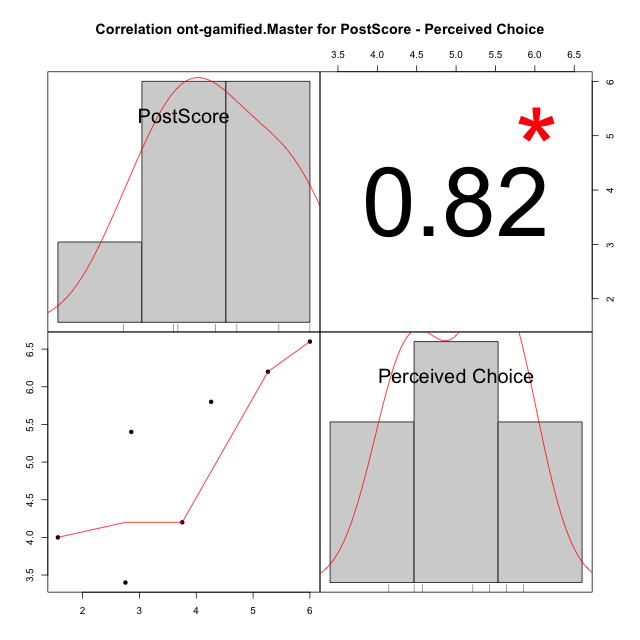 Correlation ont-gamified.Master for PostScore - Perceived Choice
3.5 4.0 4.5 5.0 5.5 6.0 6.5
PostScore
*
0.82
6
5
4
3
2
6.5
6.0
5.5
5.0
4.5
4.0
3.5
Perceived Choice
2 3 4 5 6